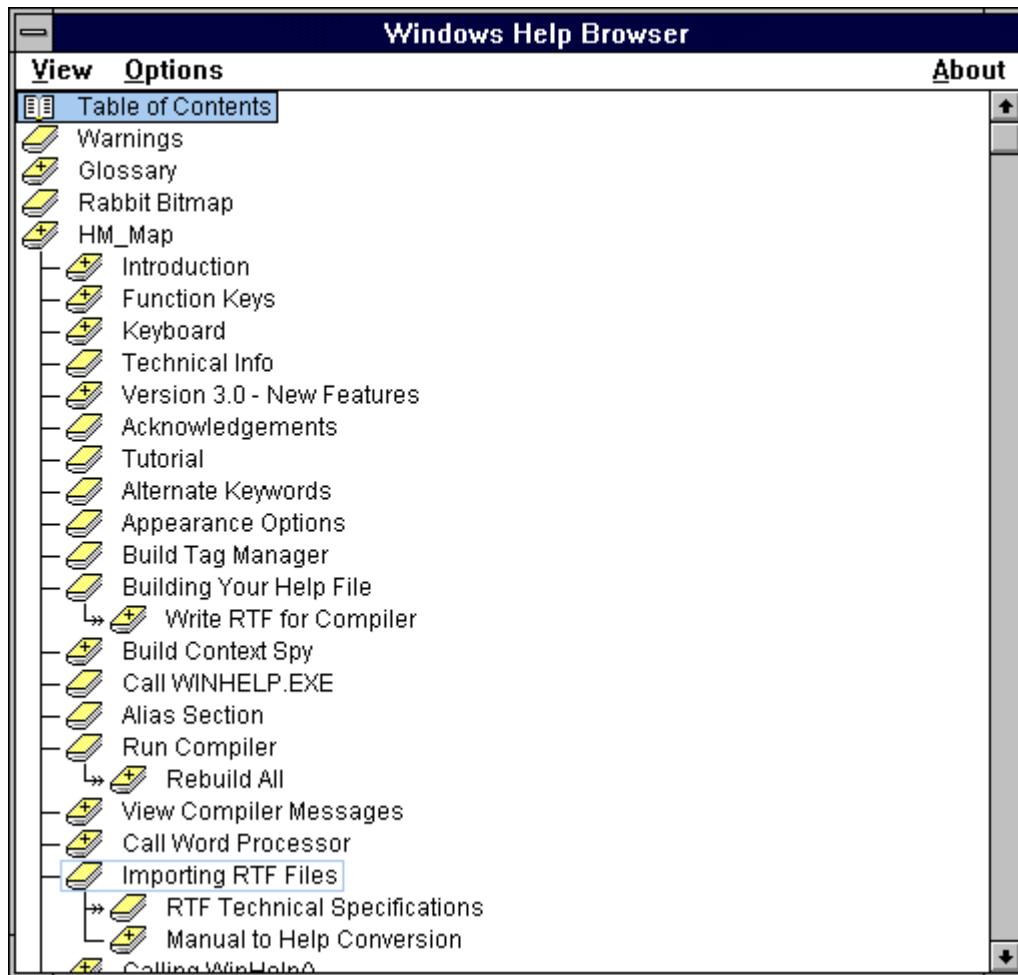 Windows Help Browser
View Options About
Table of Contents
Warnings
Glossary
Rabbit Bitmap
HM_Map
Introduction
Function Keys
Keyboard
Technical Info
Version 3.0 - New Features
Acknowledgements
Tutorial
Alternate Keywords
Appearance Options
Build Tag Manager
Building Your Help File
Write RTF for Compiler
Build Context Spy
Call WINHELP.EXE
Alias Section
Run Compiler
Rebuild All
View Compiler Messages
Call Word Processor
Importing RTF Files
RTF Technical Specifications
Manual to Help Conversion
Calling WinHelp()